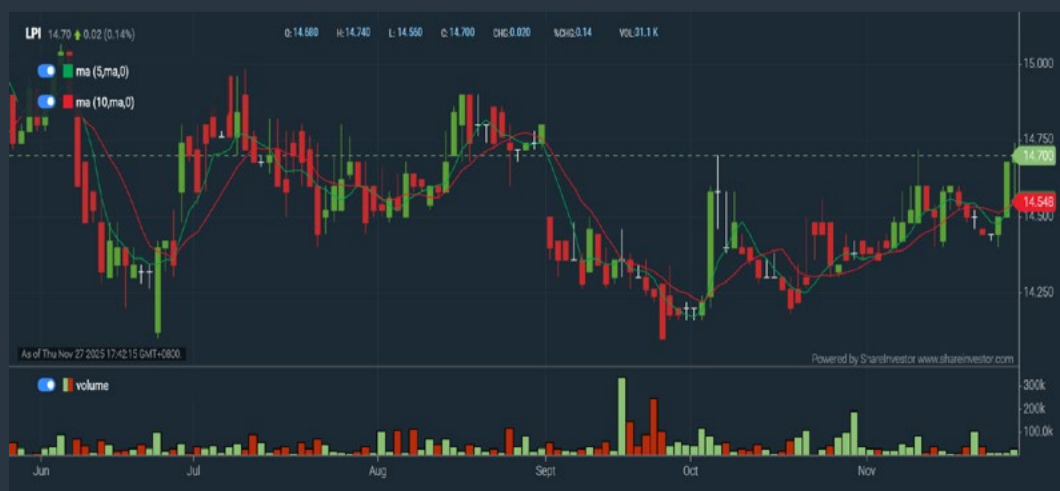 LPI 14.70 0.02 (0.14%) O: 14.680 H: 14.740 L: 14.560 C: 14.700 CHG:0.020 %CHG:0.14 VOL:31.1 K
15.000
ma (5,ma,0)
ma (10,ma,0)
14.750
14.700
14.548
14.500
14.250
As of Thu Nov 27 2025 17:42:15 GMT+0800.
Powered by ShareInvestor www.shareinvestor.com
volume
300k
200k
100.0k
Jun Jul Aug Sept Oct Nov